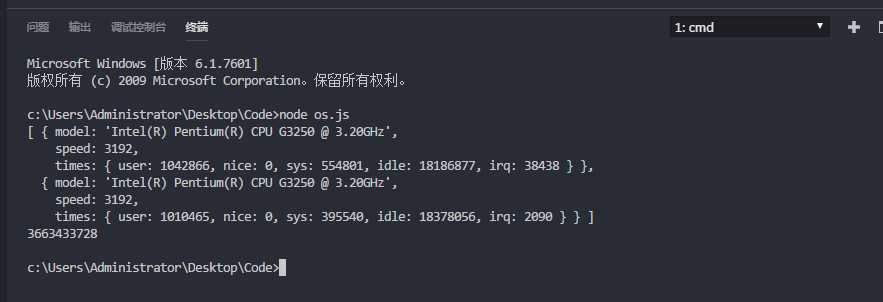 问题 输出 调试控制台 终端 1: cmd
Microsoft Windows [版本 6.1.7601]
版权所有 (c) 2009 Microsoft Corporation。保留所有权利。
c:\Users\Administrator\Desktop\Code>node os.js
[ { model: 'Intel(R) Pentium(R) CPU G3250 @ 3.20GHz',
speed: 3192,
times: { user: 1042866, nice: 0, sys: 554801, idle: 18186877, irq: 38438 } },
{ model: 'Intel(R) Pentium(R) CPU G3250 @ 3.20GHz',
speed: 3192,
times: { user: 1010465, nice: 0, sys: 395540, idle: 18378056, irq: 2090 } } ]
3663433728
c:\Users\Administrator\Desktop\Code>